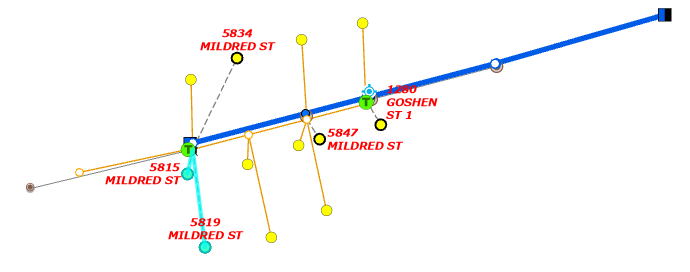 5834
MILDRED ST
1280
GOSHEN
ST 1
T
5847
MILDRED ST
T
5815
MILDRED ST
5819
MILDRED ST